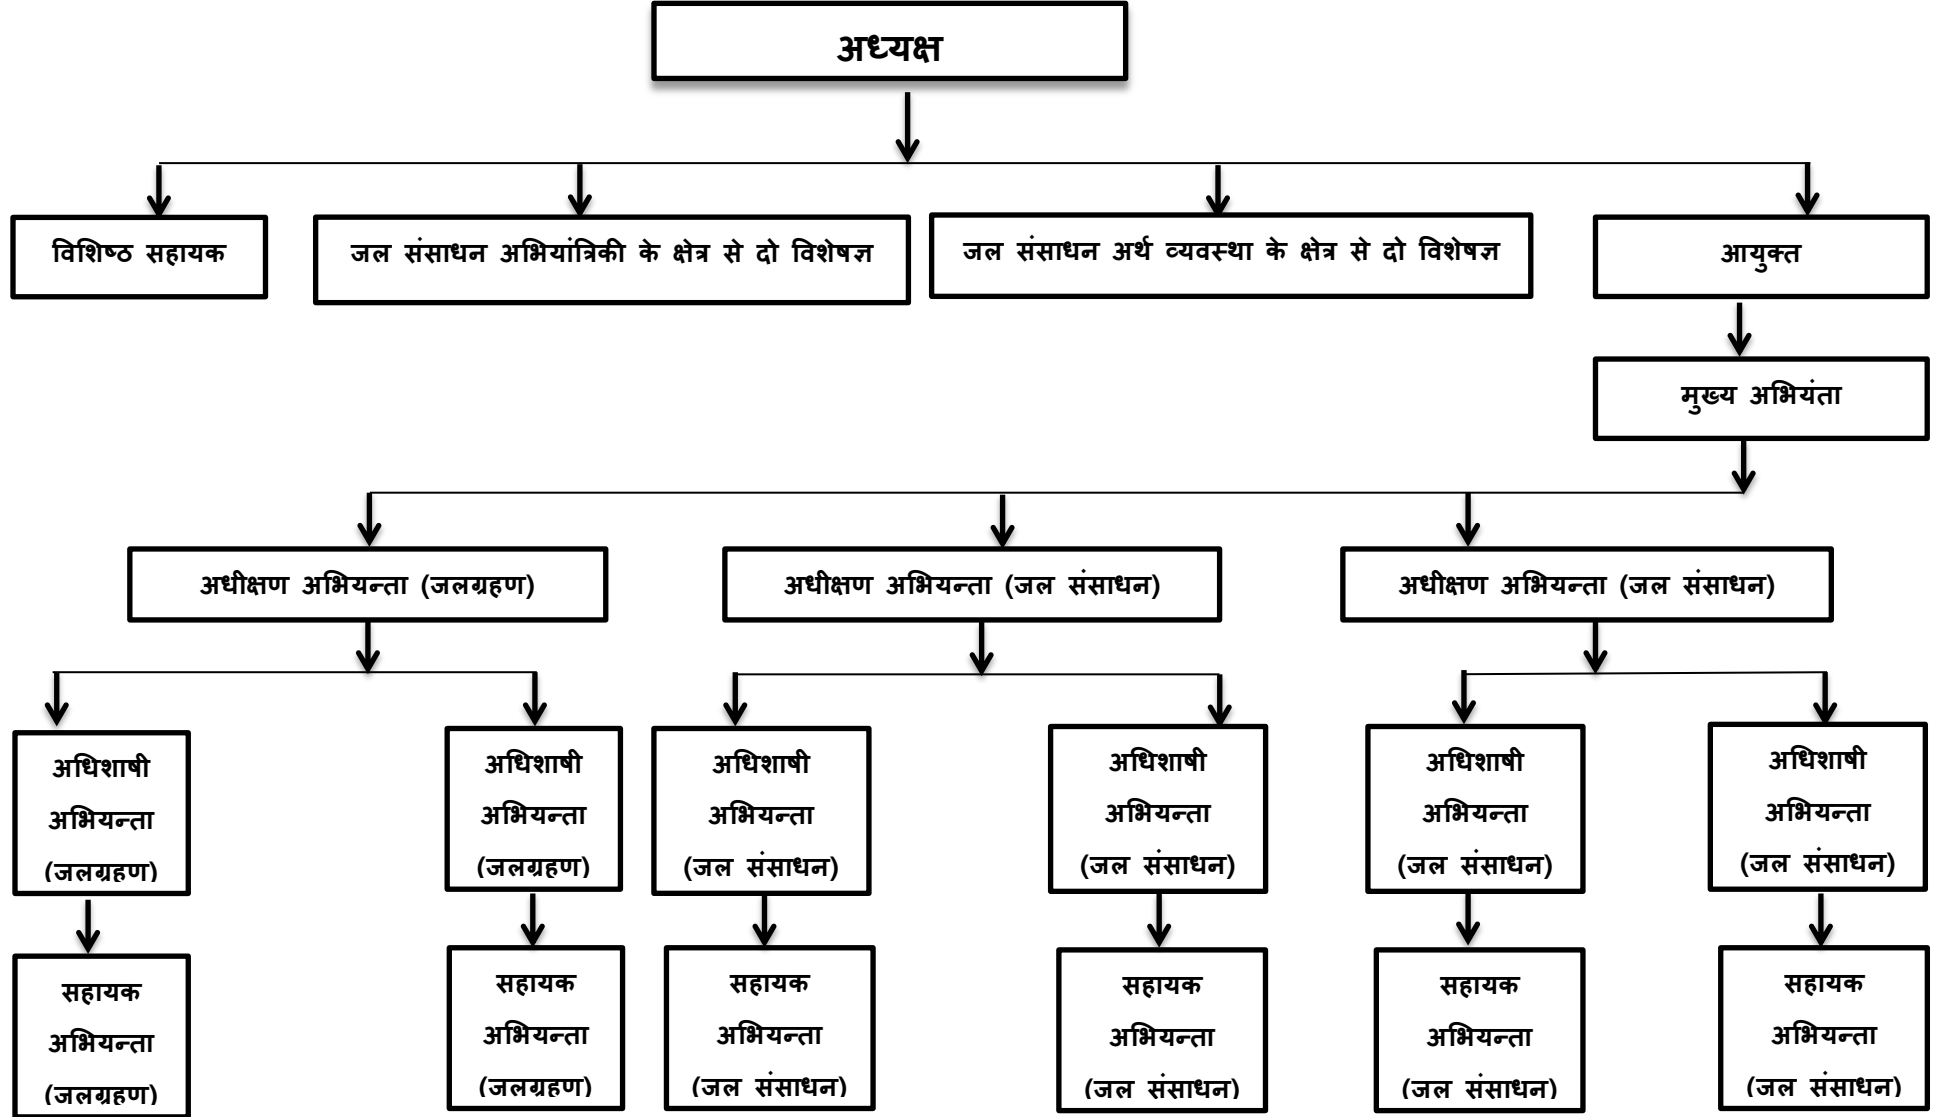 अध्यक्ष
विशिष्ठ सहायक
जल संसाधन अभियांत्रिकी के क्षेत्र से दो विशेषज्ञ
जल संसाधन अर्थ व्यवस्था के क्षेत्र से दो विशेषज्ञ
आयुक्त
मुख्य अभियंता
अधीक्षण अभियन्ता (जलग्रहण)
अधीक्षण अभियन्ता (जल संसाधन)
अधीक्षण अभियन्ता (जल संसाधन)
अधिशाषी
अभियन्ता
(जलग्रहण)
अधिशाषी
अभियन्ता
(जलग्रहण)
अधिशाषी
अभियन्ता
(जल संसाधन)
अधिशाषी
अभियन्ता
(जल संसाधन)
अधिशाषी
अभियन्ता
(जल संसाधन)
अधिशाषी
अभियन्ता
(जल संसाधन)
सहायक
अभियन्ता
(जलग्रहण)
सहायक
अभियन्ता
(जलग्रहण)
सहायक
अभियन्ता
(जल संसाधन)
सहायक
अभियन्ता
(जल संसाधन)
सहायक
अभियन्ता
(जल संसाधन)
सहायक
अभियन्ता
(जल संसाधन)